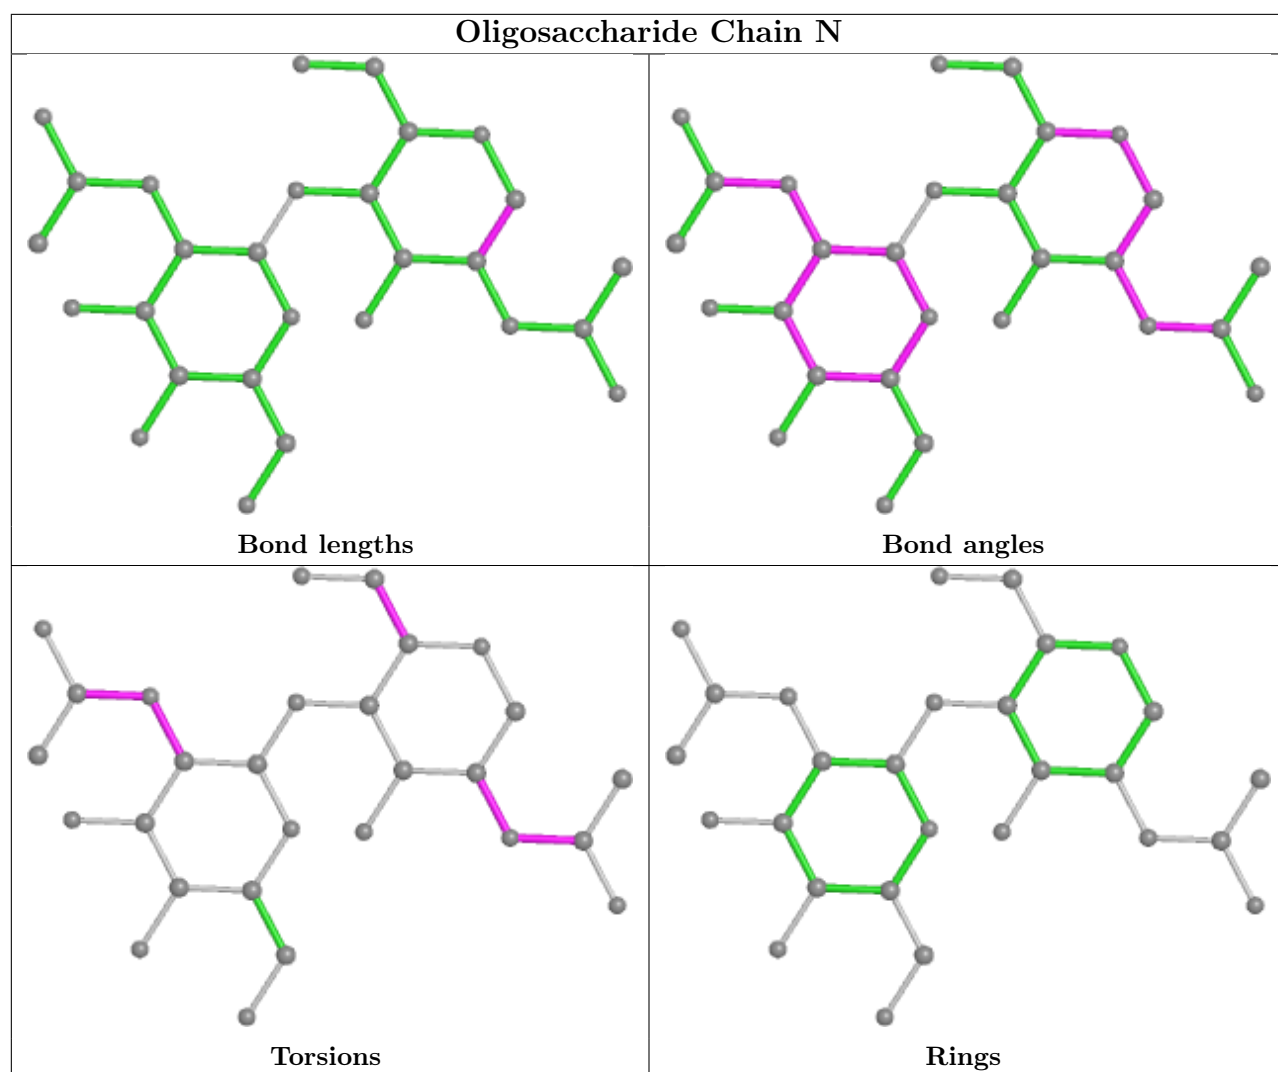 Oligosaccharide Chain N
Bond lengths
Bond angles
Torsions
Rings